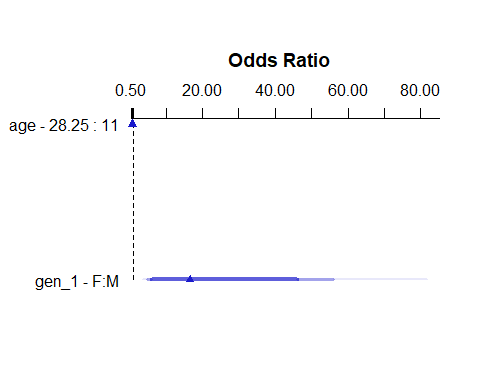 Odds Ratio
0.50 20.00 40.00 60.00 80.00
age - 28.25 : 11
gen_1 - F:M